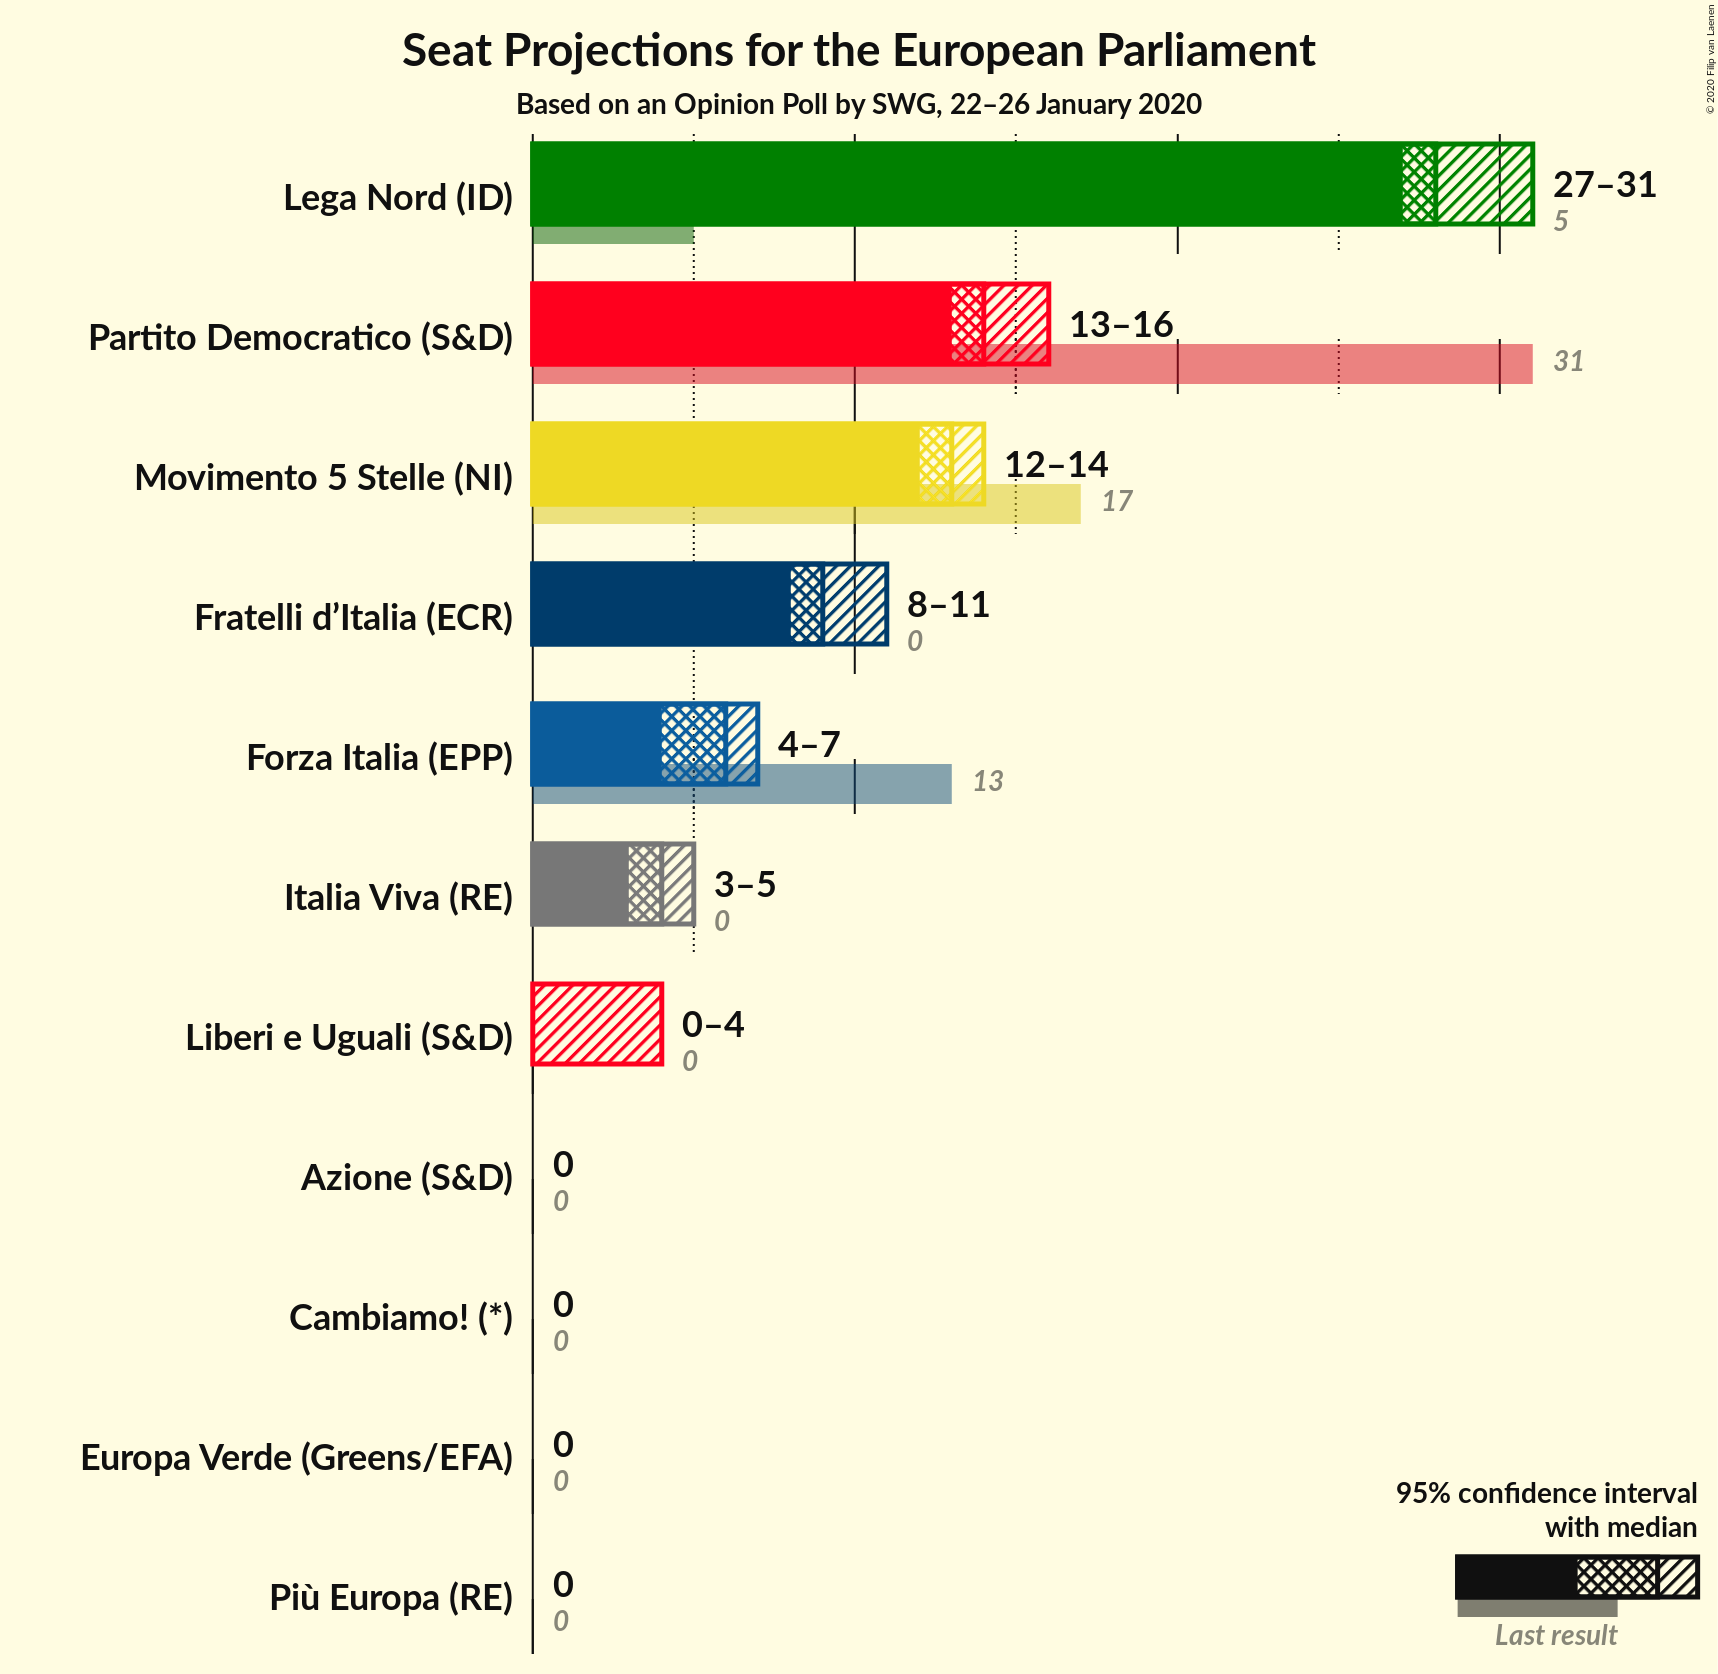 Seat Projections for the European Parliament
Based on an Opinion Poll by SWG, 22–26 January 2020
© 2020 Filip van Laenen
Lega Nord (ID)
27–31
5
Partito Democratico (S&D)
13–16
31
Movimento 5 Stelle (NI)
12–14
17
Fratelli d’Italia (ECR)
8–11
0
Forza Italia (EPP)
4–7
13
Italia Viva (RE)
3–5
0
Liberi e Uguali (S&D)
0–4
0
Azione (S&D)
0
0
Cambiamo! (*)
0
0
Europa Verde (Greens/EFA)
0
0
Più Europa (RE)
0
0
95% confidence interval
with median
Last result